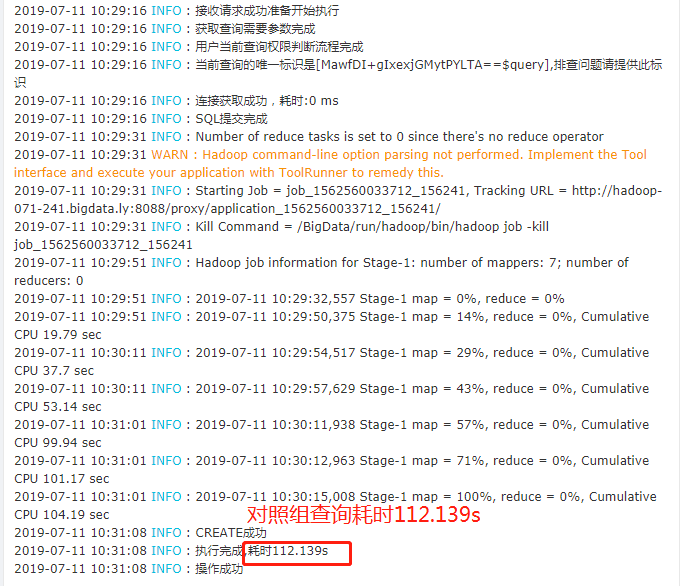 2019-07-11 10:29:16 INFO : 接收请求成功准备开始执行
2019-07-11 10:29:16 INFO : 获取查询需要参数完成
2019-07-11 10:29:16 INFO : 用户当前查询权限判断流程完成
2019-07-11 10:29:16 INFO : 当前查询的唯一标识是[MawfDI+gIxexjGMytPYLTA==$query],排查问题请提供此标
识
2019-07-11 10:29:16 INFO : 连接获取成功，耗时:0 ms
2019-07-11 10:29:16 INFO : SQL提交完成
2019-07-11 10:29:31 INFO : Number of reduce tasks is set to 0 since there's no reduce operator
2019-07-11 10:29:31 WARN : Hadoop command-line option parsing not performed. Implement the Tool
interface and execute your application with ToolRunner to remedy this.
2019-07-11 10:29:31 INFO : Starting Job = job_1562560033712_156241, Tracking URL = http://hadoop-
071-241.bigdata.ly:8088/proxy/application_1562560033712_156241/
2019-07-11 10:29:31 INFO : Kill Command = /BigData/run/hadoop/bin/hadoop job -kill
job_1562560033712_156241
2019-07-11 10:29:51 INFO : Hadoop job information for Stage-1: number of mappers: 7; number of
reducers: 0
2019-07-11 10:29:51 INFO : 2019-07-11 10:29:32,557 Stage-1 map = 0%, reduce = 0%
2019-07-11 10:29:51 INFO : 2019-07-11 10:29:50,375 Stage-1 map = 14%, reduce = 0%, Cumulative
CPU 19.79 sec
2019-07-11 10:30:11 INFO : 2019-07-11 10:29:54,517 Stage-1 map = 29%, reduce = 0%, Cumulative
CPU 37.7 sec
2019-07-11 10:30:11 INFO : 2019-07-11 10:29:57,629 Stage-1 map = 43%, reduce = 0%, Cumulative
CPU 53.14 sec
2019-07-11 10:31:01 INFO : 2019-07-11 10:30:11,938 Stage-1 map = 57%, reduce = 0%, Cumulative
CPU 99.94 sec
2019-07-11 10:31:01 INFO : 2019-07-11 10:30:12,963 Stage-1 map = 71%, reduce = 0%, Cumulative
CPU 101.17 sec
2019-07-11 10:31:01 INFO : 2019-07-11 10:30:15,008 Stage-1 map = 100%, reduce = 0%, Cumulative
CPU 104.19 sec
对照组查询耗时112.139s
2019-07-11 10:31:08 INFO : CREATE成功
2019-07-11 10:31:08 INFO : 执行完成,耗时112.139s
2019-07-11 10:31:08 INFO : 操作成功